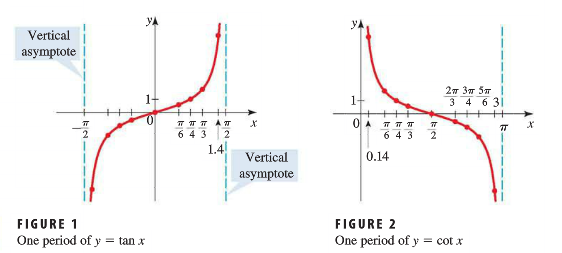 y
Vertical
asymptote
1
0
−π/2
π/6 π/4 π/3 π/2
x
1.4
Vertical
asymptote
FIGURE 1
One period of y = tan x
y
1
0
π/6 π/4 π/3 π/2
2π/3 3π/4 5π/6 3
π
x
0.14
FIGURE 2
One period of y = cot x